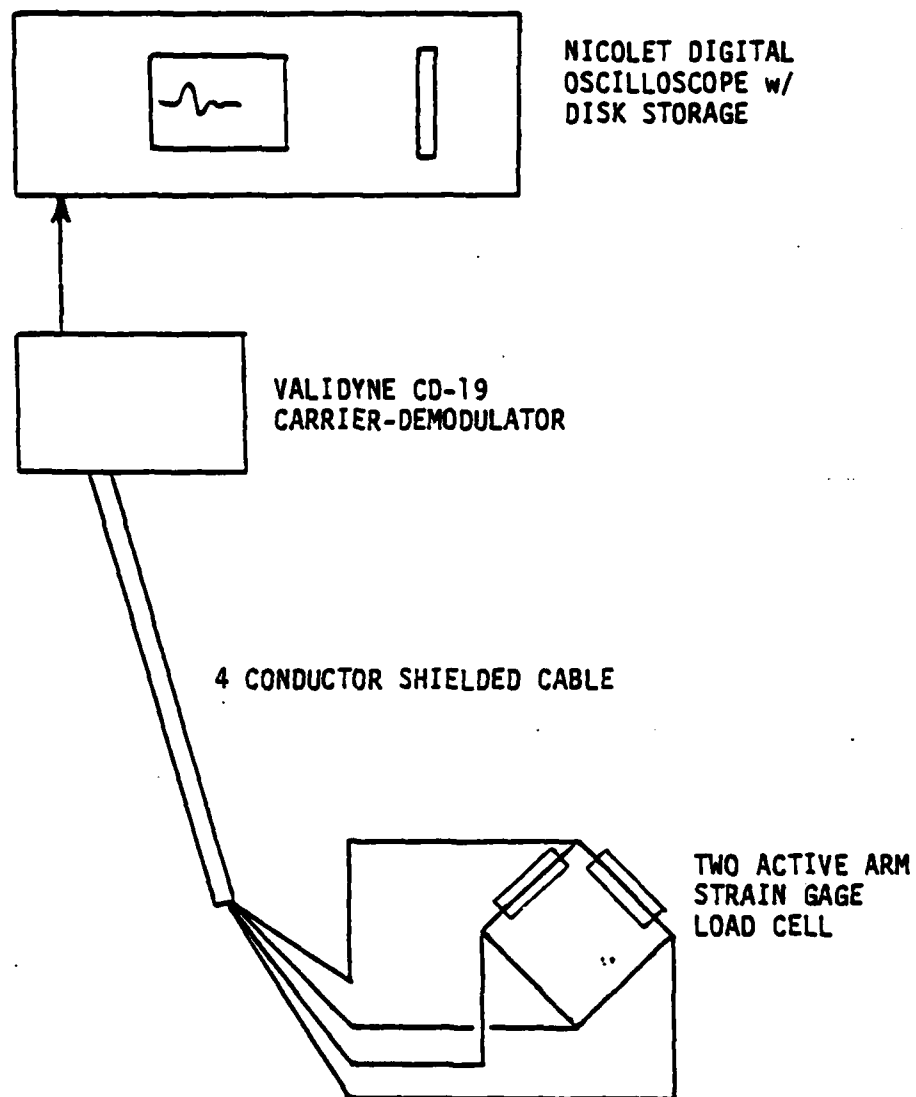 NICOLET DIGITAL
OSCILLOSCOPE w/
DISK STORAGE
VALIDYNE CD-19
CARRIER-DEMODULATOR
4 CONDUCTOR SHIELDED CABLE
TWO ACTIVE ARM
STRAIN GAGE
LOAD CELL